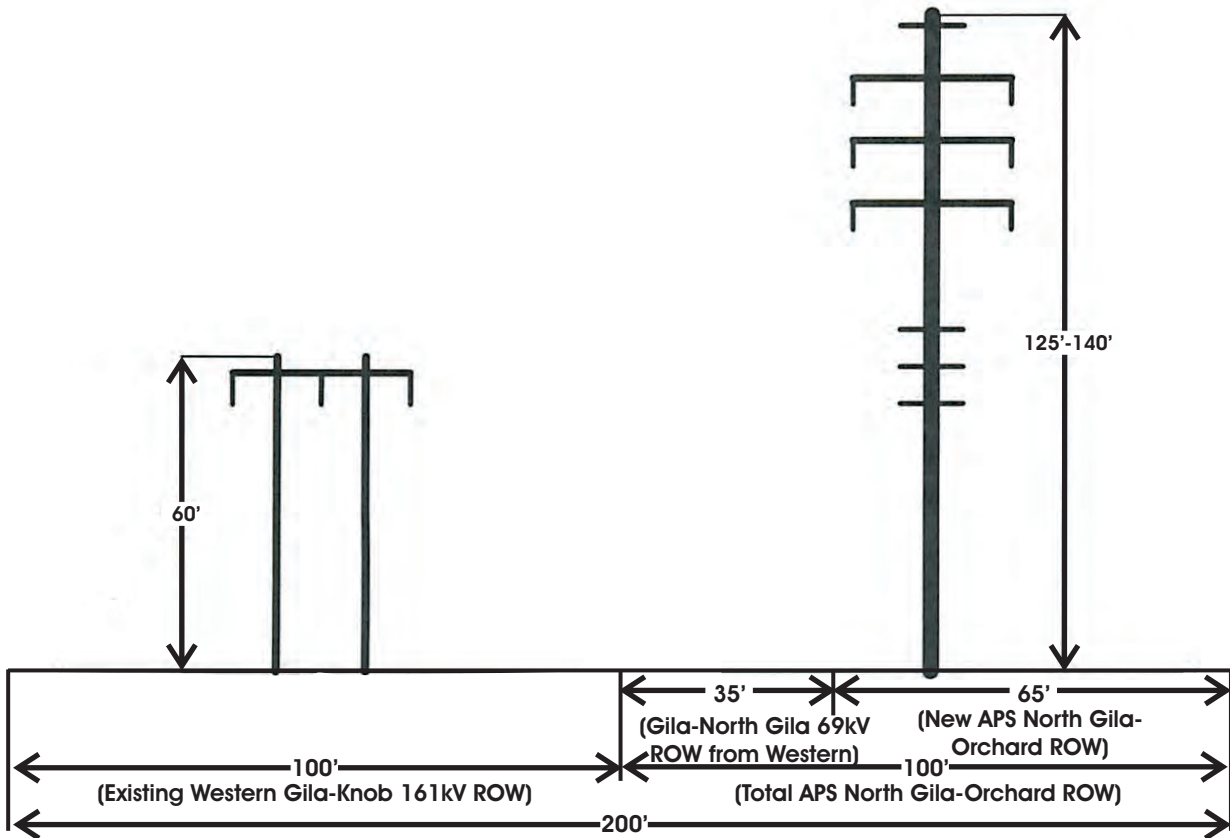 125'-140'
60'
35'
65'
(Gila-North Gila 69kV
ROW from Western)
(New APS North Gila-
Orchard ROW)
100'
100'
(Existing Western Gila-Knob 161kV ROW)
(Total APS North Gila-Orchard ROW)
200'